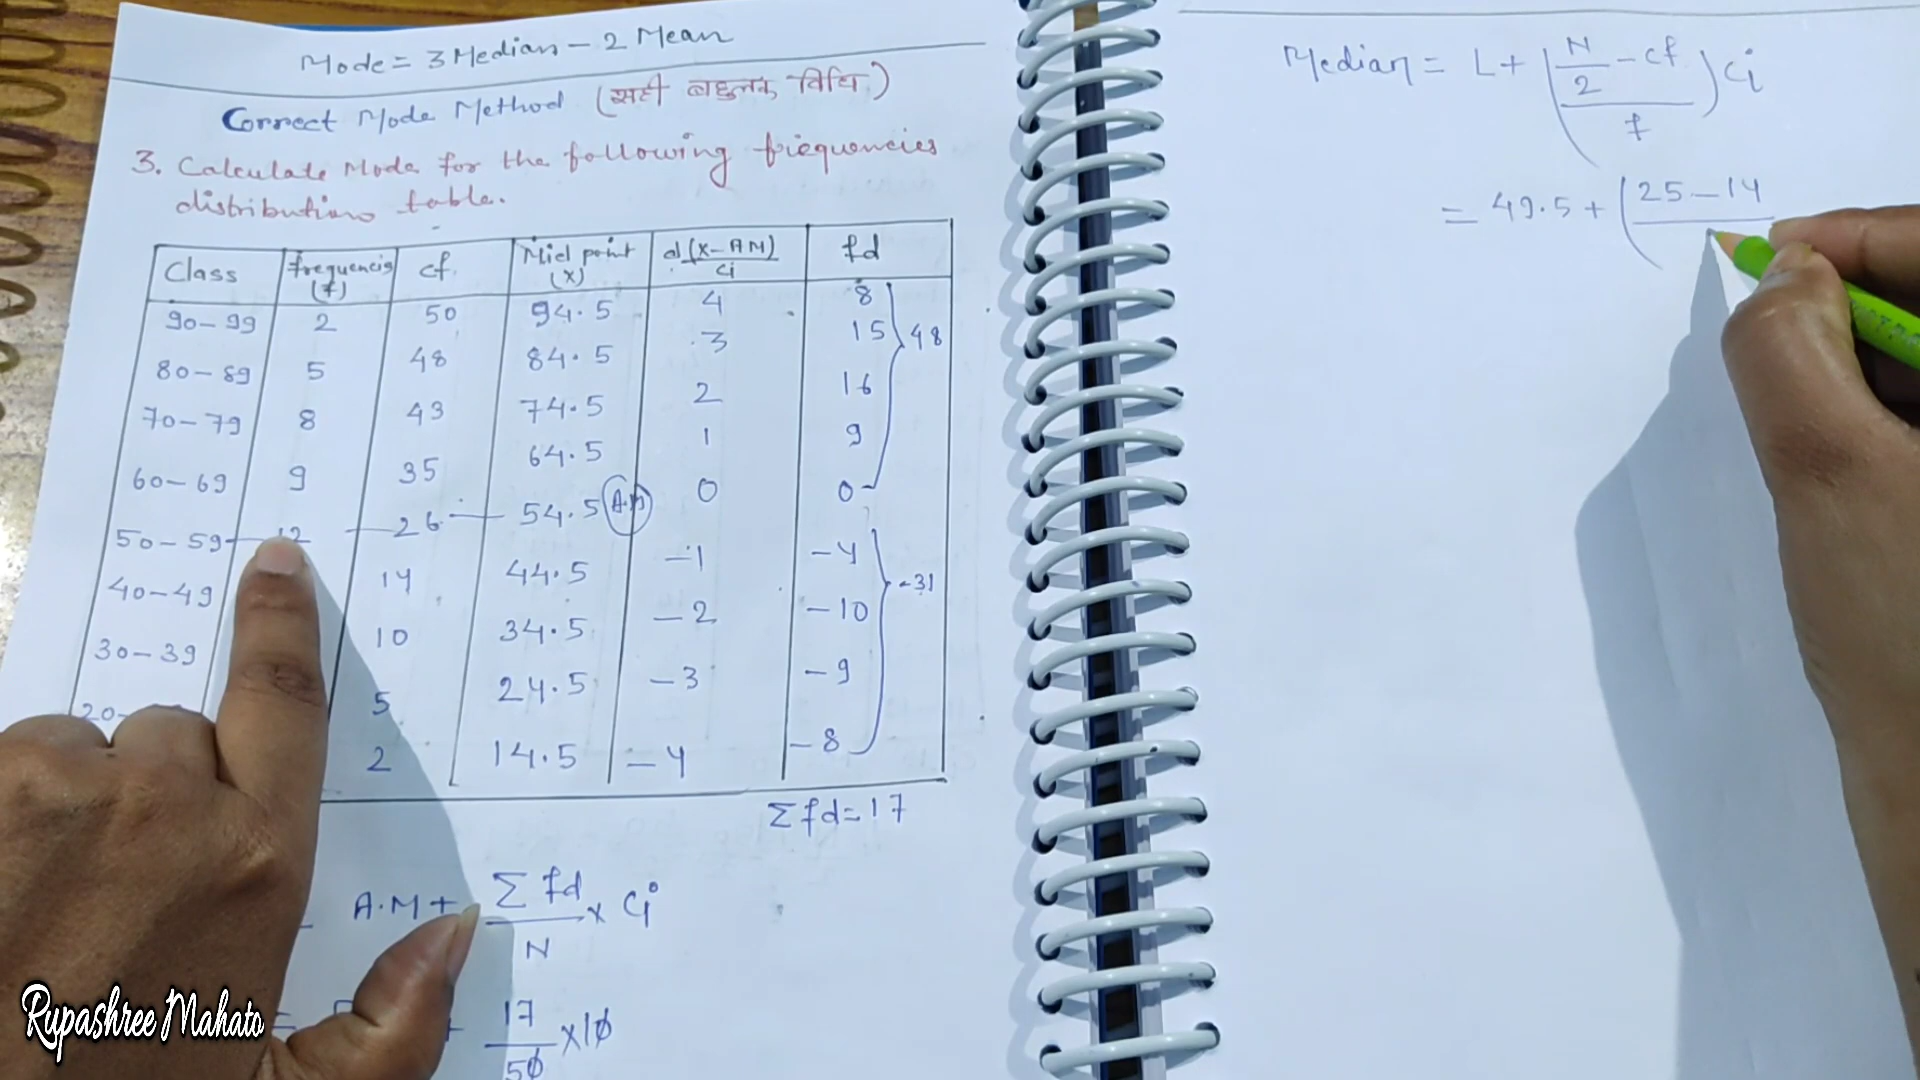 Mode = 3 Median - 2 Mean
Correct Mode Method (सही बहुलक विधि)
3. Calculate Mode for the following frequencies
distributions table.
Class frequencis (f) cf Mid point (x) d (x-AM)/ci fd
90-99 2 50 94.5 4 8
80-89 5 48 84.5 3 15 48
70-79 8 43 74.5 2 16
60-69 9 35 64.5 1 9
50-59 12 26 54.5 A.M 0 0
40-49 14 44.5 -1 -4
30-39 10 34.5 -2 -10 -31
20- 5 24.5 -3 -9
2 14.5 -4 -8
Σfd = 17
A.M + Σfd/N × Ci
= + 17/50 × 10
Median = L + (N/2 - cf / f) Ci
= 49.5 + (25 - 14
Rupashree Mahato